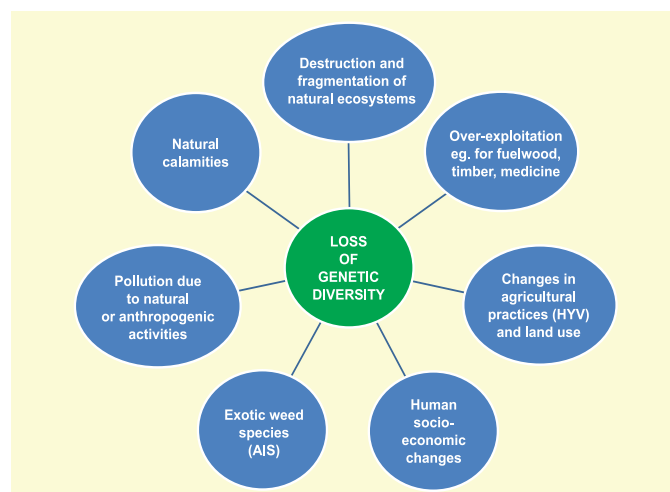 Destruction and
fragmentation of
natural ecosystems
Natural
calamities
Over-exploitation
eg. for fuelwood,
timber, medicine
LOSS
OF
GENETIC
DIVERSITY
Pollution due
to natural
or anthropogenic
activities
Changes in
agricultural
practices (HYV)
and land use
Exotic weed
species
(AIS)
Human
socio-
economic
changes